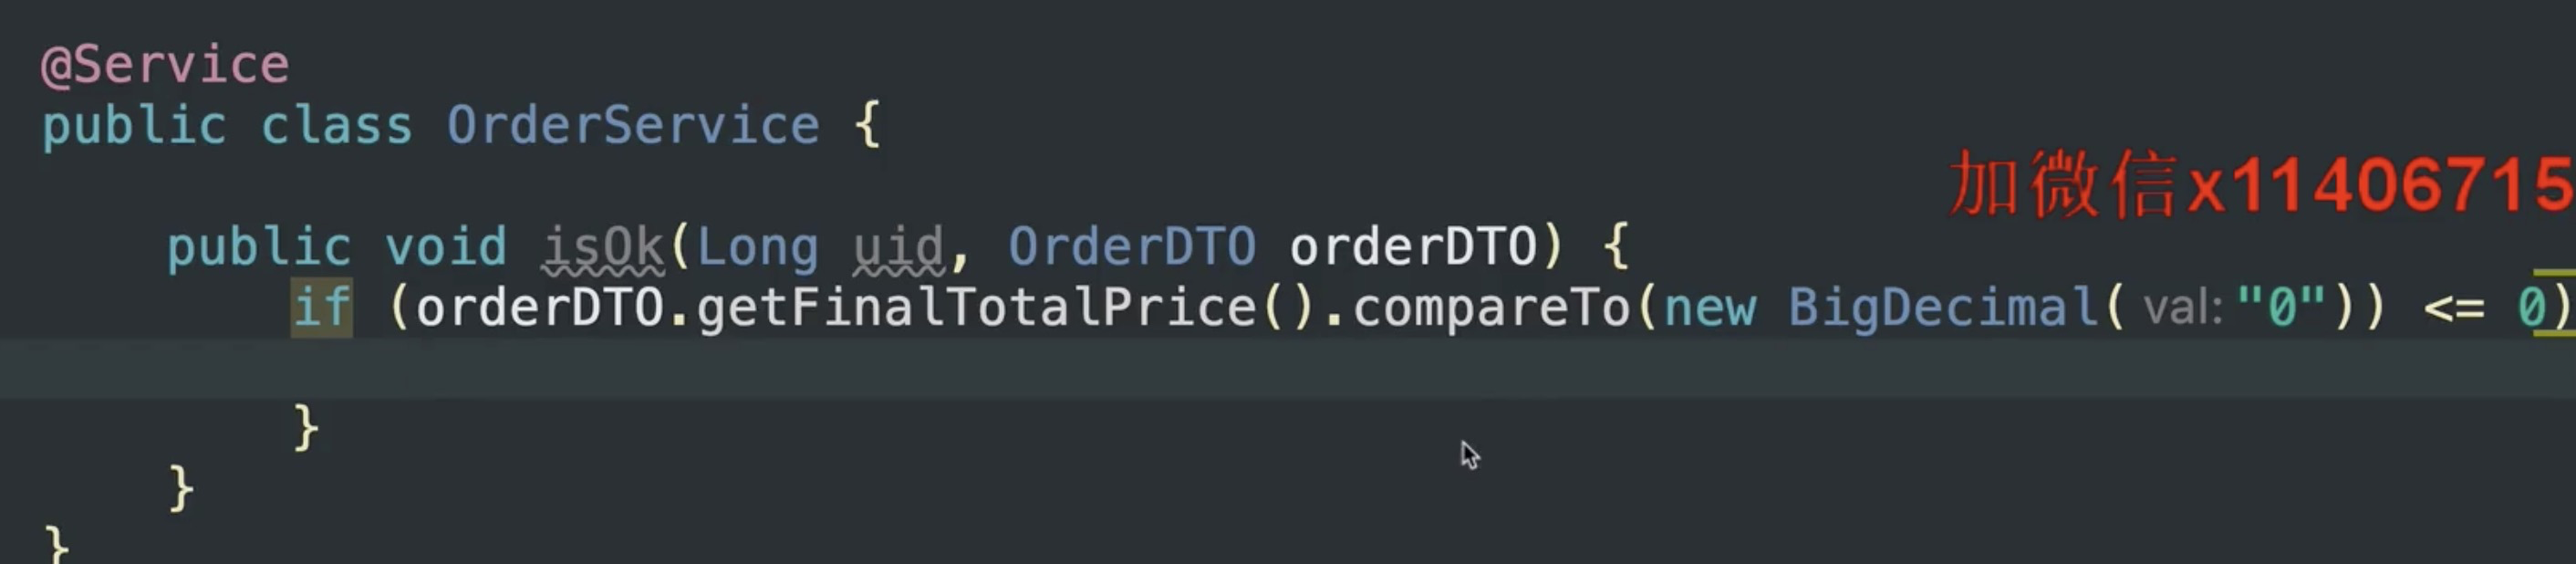 @Service
public class OrderService {
加微信x11406715
public void isOk(Long uid, OrderDTO orderDTO) {
if (orderDTO.getFinalTotalPrice().compareTo(new BigDecimal( val: "0")) <= 0)
}
}
}